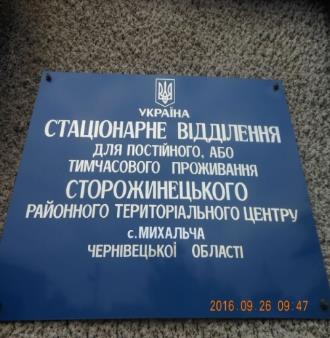 УКРАЇНА
СТАЦІОНАРНЕ ВІДДІЛЕННЯ
ДЛЯ ПОСТІЙНОГО, АБО
ТИМЧАСОВОГО ПРОЖИВАННЯ
СТОРОЖИНЕЦЬКОГО
РАЙОННОГО ТЕРИТОРІАЛЬНОГО ЦЕНТРУ
с. МИХАЛЬЧА
ЧЕРНІВЕЦЬКОЇ ОБЛАСТІ
2016.09.26 09:47